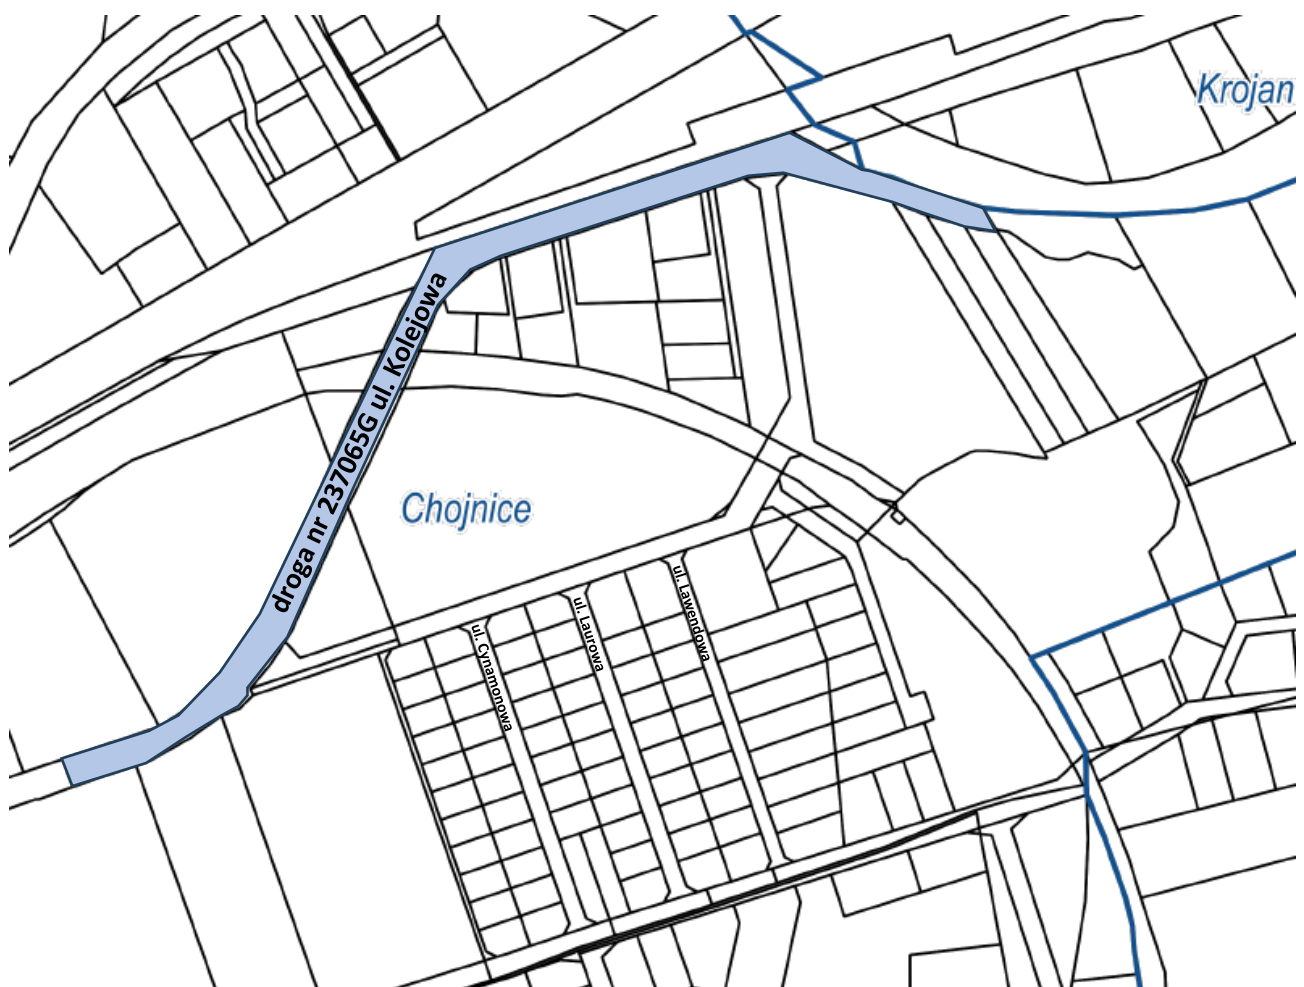 Krojan
droga nr 237065G ul. Kolejowa
Chojnice
ul. Cynamonowa
ul. Laurowa
ul. Lawendowa